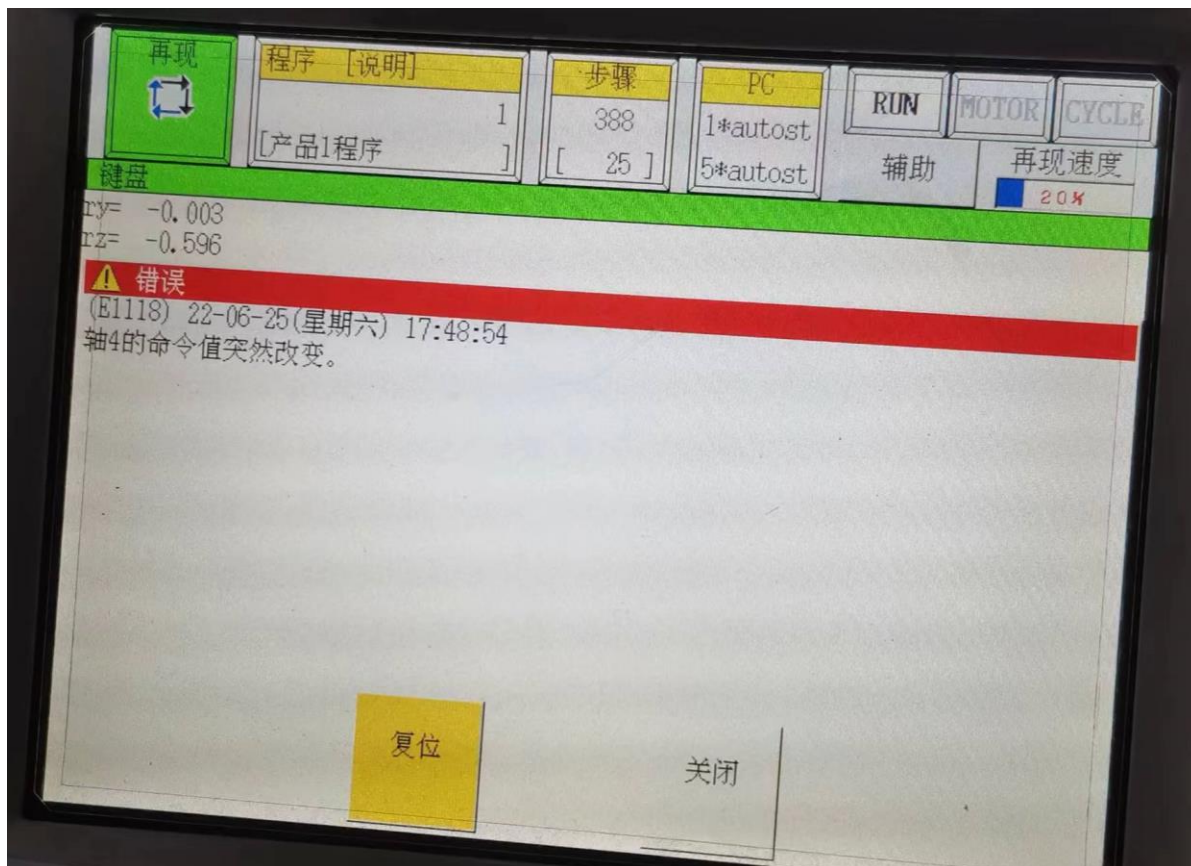 再现
程序 [说明]
1
[产品1程序 ]
步骤
388
[ 25 ]
PC
1*autost
5*autost
RUN
MOTOR
CYCLE
辅助
再现速度
20%
键盘
ry= -0.003
rz= -0.596
错误
(E1118) 22-06-25(星期六) 17:48:54
轴4的命令值突然改变。
复位
关闭